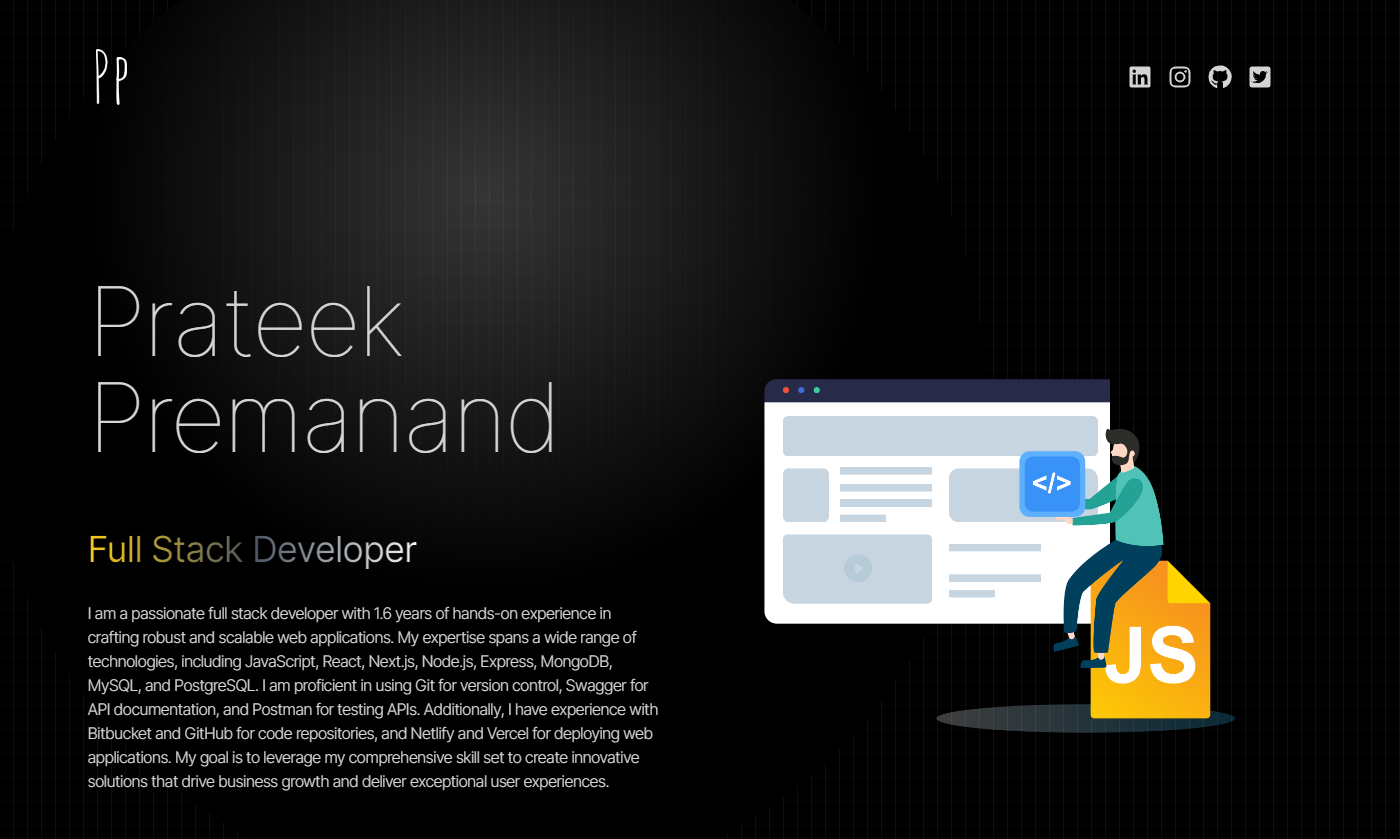 PP
Prateek
Premanand
Full Stack Developer
I am a passionate full stack developer with 1.6 years of hands-on experience in
crafting robust and scalable web applications. My expertise spans a wide range of
technologies, including JavaScript, React, Next.js, Node.js, Express, MongoDB,
MySQL, and PostgreSQL. I am proficient in using Git for version control, Swagger for
API documentation, and Postman for testing APIs. Additionally, I have experience with
Bitbucket and GitHub for code repositories, and Netlify and Vercel for deploying web
applications. My goal is to leverage my comprehensive skill set to create innovative
solutions that drive business growth and deliver exceptional user experiences.
</>
JS